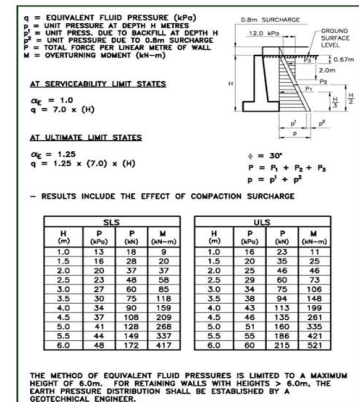 q = EQUIVALENT FLUID PRESSURE (kPa)
p = UNIT PRESSURE AT DEPTH H METRES
p¹ = UNIT PRESS. DUE TO BACKFILL AT DEPTH H
p² = UNIT PRESSURE DUE TO 0.8m SURCHARGE
P = TOTAL FORCE PER LINEAR METRE OF WALL
M = OVERTURNING MOMENT (kN-m)
AT SERVICEABILITY LIMIT STATES
αE = 1.0
q = 7.0 x (H)
AT ULTIMATE LIMIT STATES
αE = 1.25
q = 1.25 x (7.0) x (H)
0.8m SURCHARGE
12.0 kPa
GROUND SURFACE LEVEL
0.67m
P3
2.0m
P2
H
P1
p¹ p²
p
ϕ = 30°
P = P1 + P2 + P3
p = p¹ + p²
– RESULTS INCLUDE THE EFFECT OF COMPACTION SURCHARGE
SLS
H (m) P (kPa) P (kN) M (kN-m)
1.0 13 18 9
1.5 16 28 20
2.0 20 37 37
2.5 23 48 58
3.0 27 60 85
3.5 30 75 118
4.0 34 90 159
4.5 37 108 209
5.0 41 128 268
5.5 44 149 337
6.0 48 172 417
ULS
H (m) P (kPa) P (kN) M (kN-m)
1.0 16 23 11
1.5 20 35 25
2.0 25 46 46
2.5 29 60 73
3.0 34 75 106
3.5 38 94 148
4.0 43 113 199
4.5 46 135 261
5.0 51 160 335
5.5 55 186 421
6.0 60 215 521
THE METHOD OF EQUIVALENT FLUID PRESSURES IS LIMITED TO A MAXIMUM
HEIGHT OF 6.0m. FOR RETAINING WALLS WITH HEIGHTS > 6.0m, THE
EARTH PRESSURE DISTRIBUTION SHALL BE ESTABLISHED BY A
GEOTECHNICAL ENGINEER.